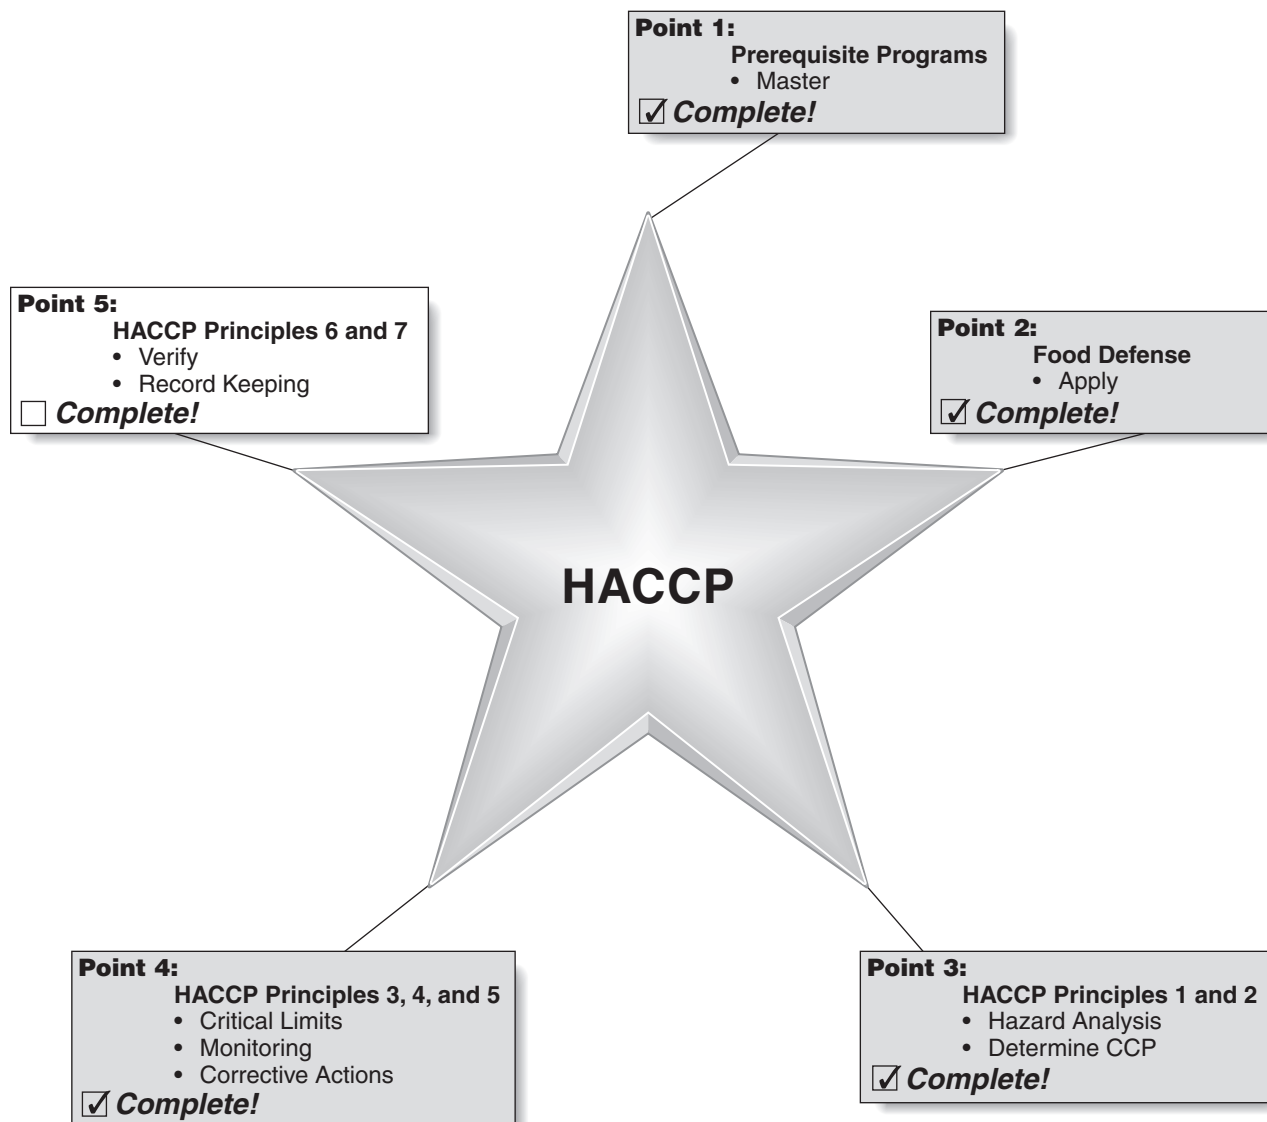 Point 1:
Prerequisite Programs
• Master
☑ Complete!
Point 5:
HACCP Principles 6 and 7
• Verify
• Record Keeping
☐ Complete!
Point 2:
Food Defense
• Apply
☑ Complete!
HACCP
Point 4:
HACCP Principles 3, 4, and 5
• Critical Limits
• Monitoring
• Corrective Actions
☑ Complete!
Point 3:
HACCP Principles 1 and 2
• Hazard Analysis
• Determine CCP
☑ Complete!